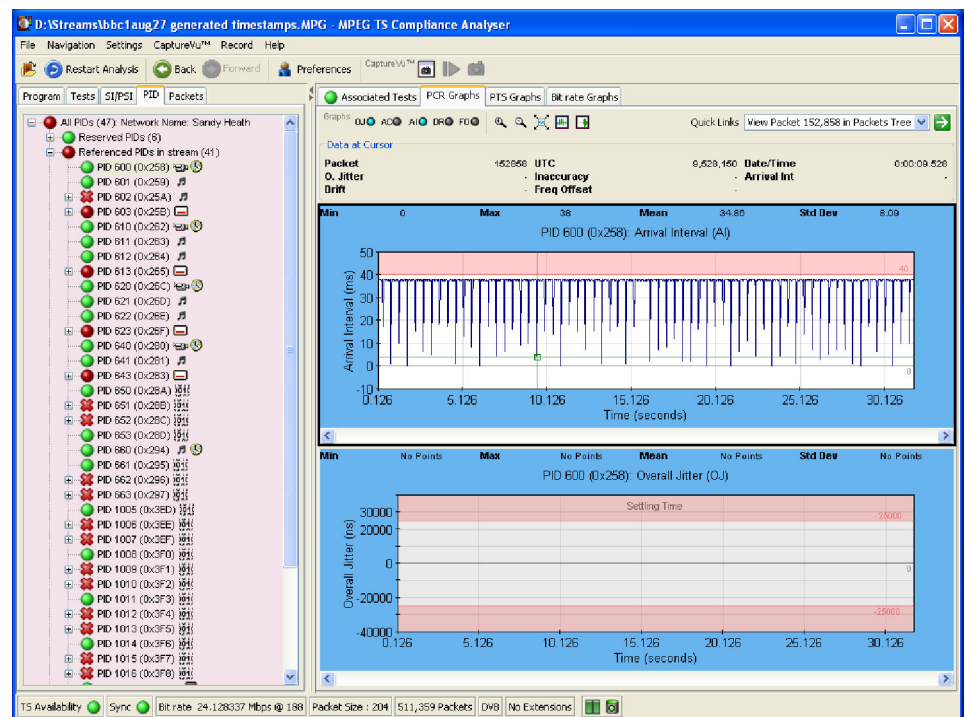 D:\Streams\bbc1aug27 generated timestamps.MPG - MPEG TS Compliance Analyser
File Navigation Settings CaptureVu™ Record Help
Restart Analysis Back Forward Preferences CaptureVu™
Program Tests SI/PSI PID Packets
Associated Tests PCR Graphs PTS Graphs Bit rate Graphs
All PIDs (47): Network Name: Sandy Heath
Reserved PIDs (6)
Referenced PIDs in stream (41)
PID 600 (0x258)
PID 601 (0x259)
PID 602 (0x25A)
PID 603 (0x25B)
PID 610 (0x262)
PID 611 (0x263)
PID 612 (0x264)
PID 613 (0x265)
PID 620 (0x26C)
PID 621 (0x26D)
PID 622 (0x26E)
PID 623 (0x26F)
PID 640 (0x280)
PID 641 (0x281)
PID 643 (0x283)
PID 650 (0x28A)
PID 651 (0x28B)
PID 652 (0x28C)
PID 653 (0x28D)
PID 660 (0x294)
PID 661 (0x295)
PID 662 (0x296)
PID 663 (0x297)
PID 1005 (0x3ED)
PID 1006 (0x3EE)
PID 1007 (0x3EF)
PID 1008 (0x3F0)
PID 1009 (0x3F1)
PID 1010 (0x3F2)
PID 1011 (0x3F3)
PID 1012 (0x3F4)
PID 1013 (0x3F5)
PID 1014 (0x3F6)
PID 1015 (0x3F7)
PID 1016 (0x3F8)
Graphs OJ AC AI DR FO Quick Links View Packet 152,858 in Packets Tree
Data at Cursor
Packet 152858 UTC 9,528,150 Date/Time 0:00:09.528
O. Jitter - Inaccuracy - Arrival Int -
Drift - Freq Offset -
Min 0 Max 38 Mean 34.86 Std Dev 8.09
PID 600 (0x258): Arrival Interval (AI)
Arrival Interval (ms)
50
40
30
20
10
0
-10
40
0
0.126 5.126 10.126 15.126 20.126 25.126 30.126
Time (seconds)
Min No Points Max No Points Mean No Points Std Dev No Points
PID 600 (0x258): Overall Jitter (OJ)
Settling Time
Overall Jitter (ns)
30000
20000
0
-20000
-40000
25000
0
-25000
0.126 5.126 10.126 15.126 20.126 25.126 30.126
Time (seconds)
TS Availability Sync Bit rate 24.128337 Mbps @ 188 Packet Size : 204 511,359 Packets DVB No Extensions